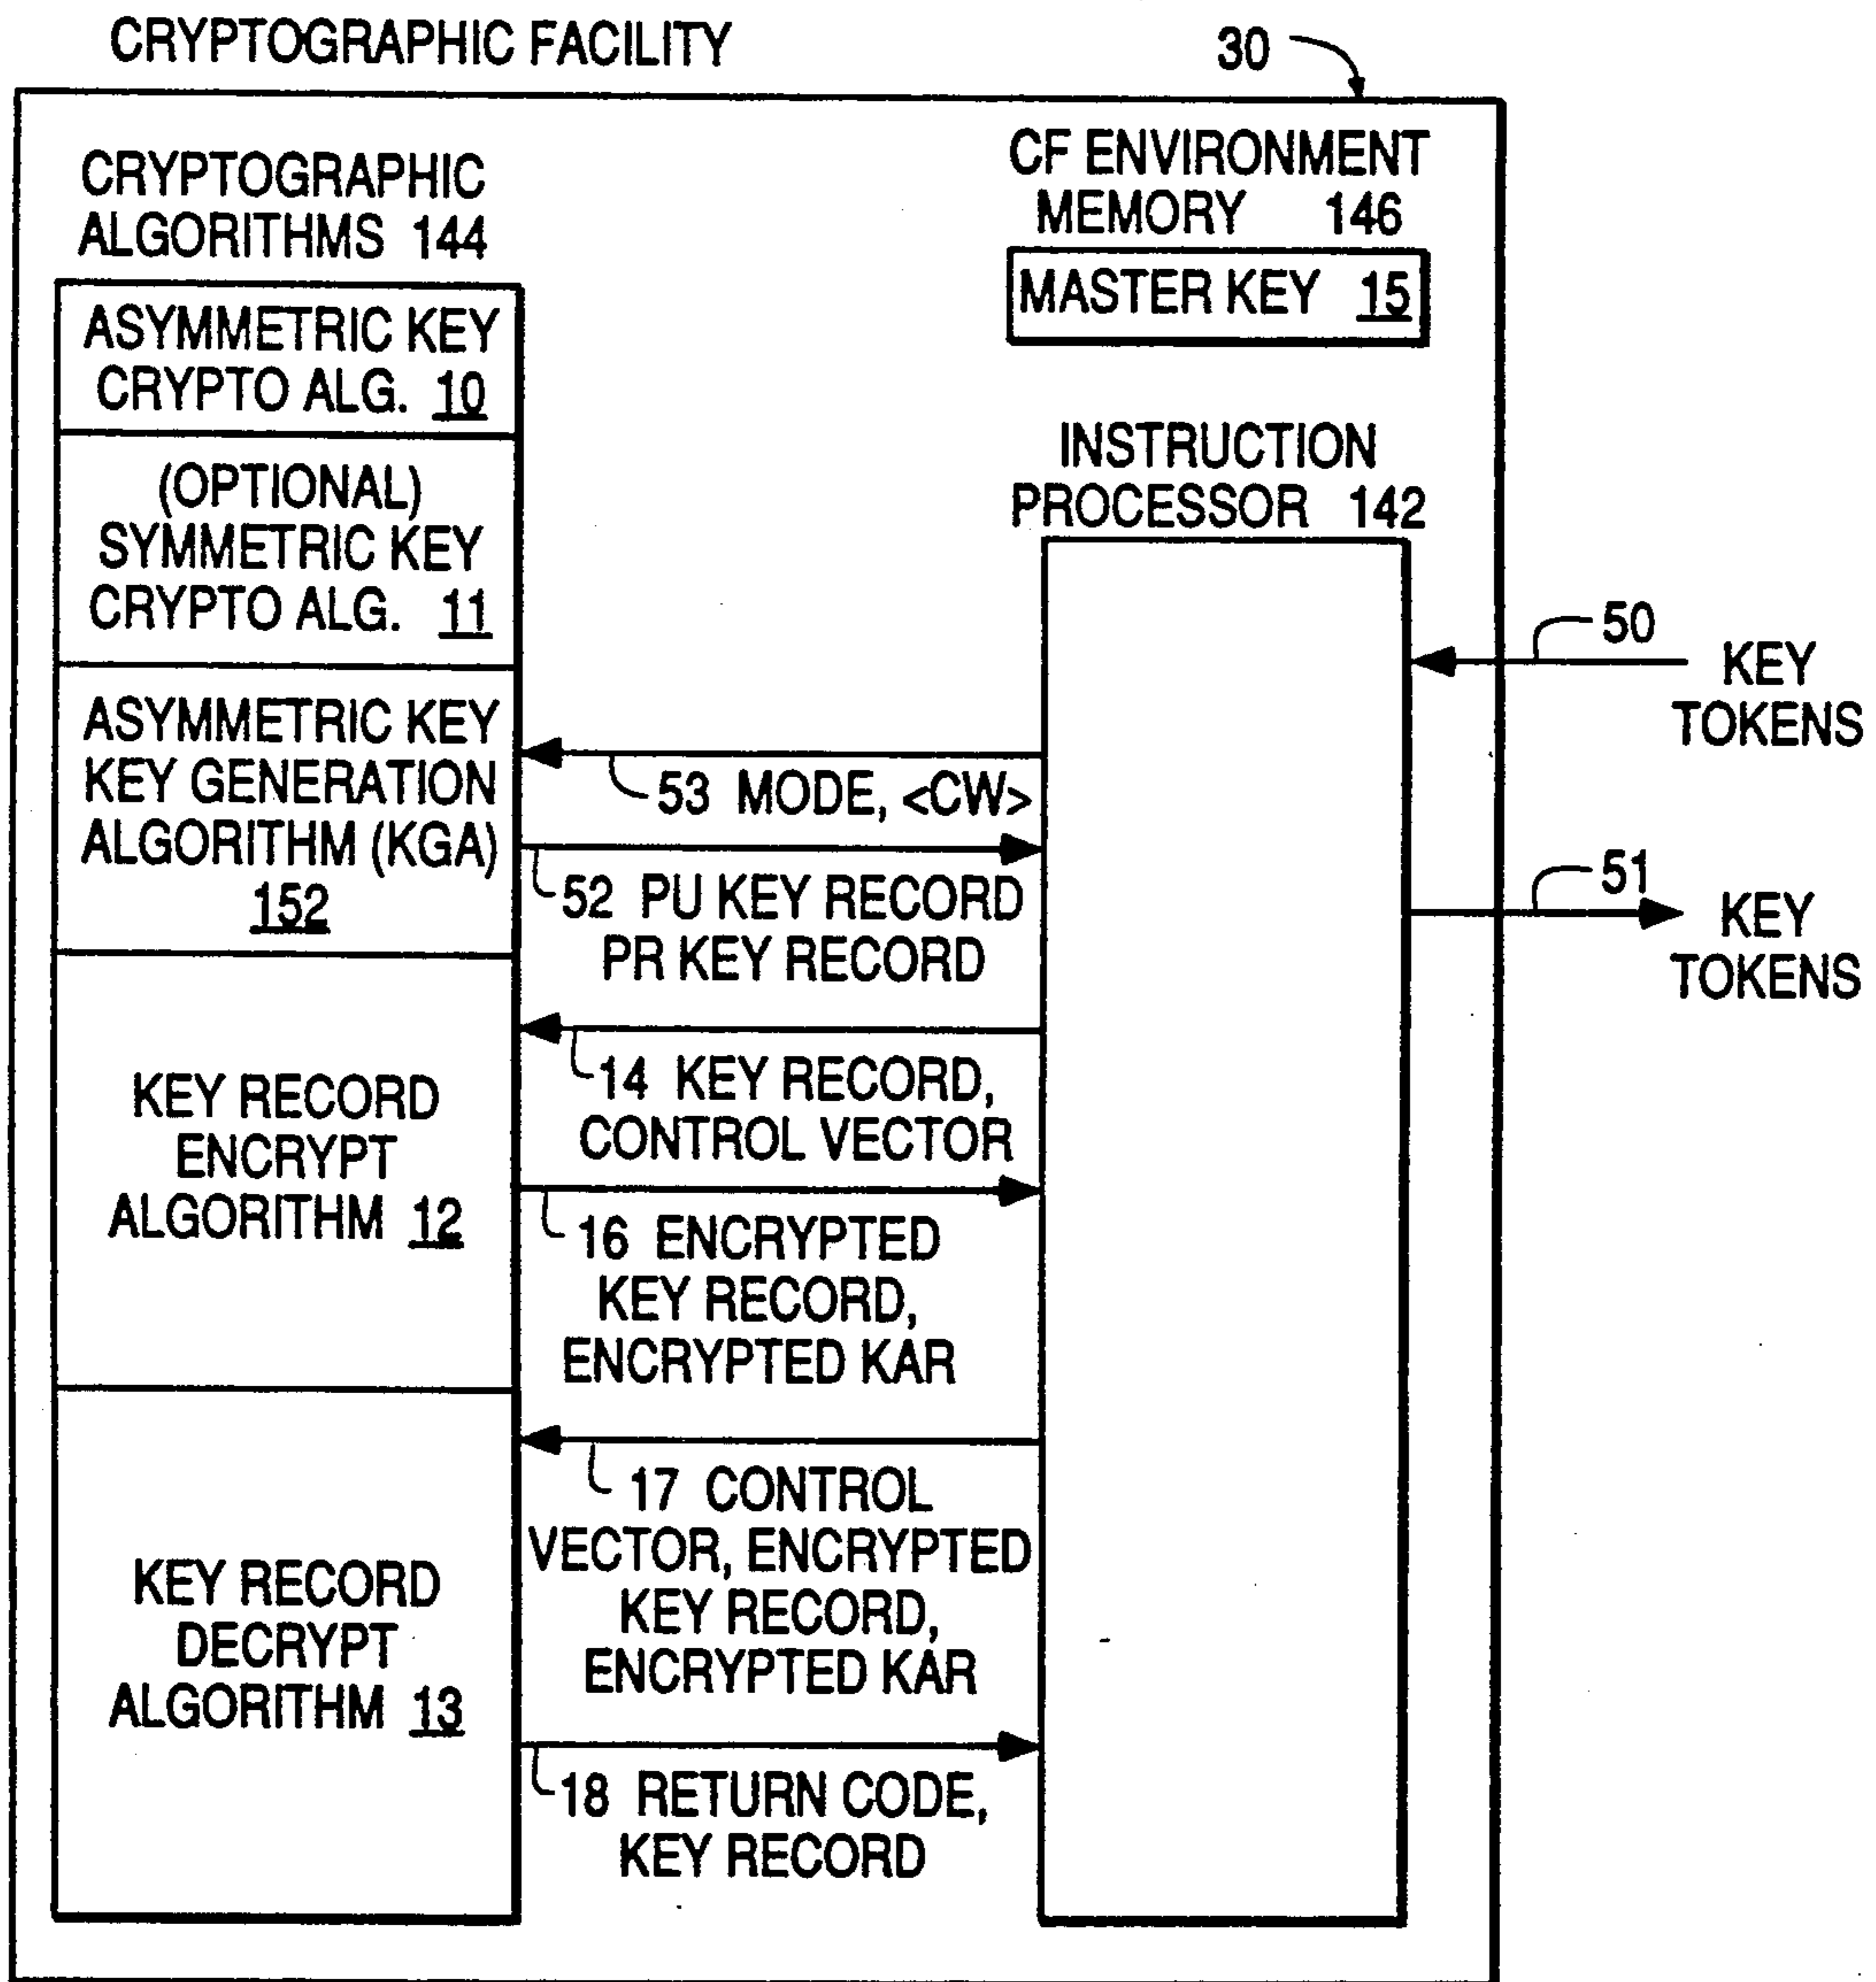 CRYPTOGRAPHIC FACILITY
30
CRYPTOGRAPHIC
ALGORITHMS 144
ASYMMETRIC KEY
CRYPTO ALG. 10
(OPTIONAL)
SYMMETRIC KEY
CRYPTO ALG. 11
ASYMMETRIC KEY
KEY GENERATION
ALGORITHM (KGA)
152
KEY RECORD
ENCRYPT
ALGORITHM 12
KEY RECORD
DECRYPT
ALGORITHM 13
53 MODE, <CW>
52 PU KEY RECORD
PR KEY RECORD
14 KEY RECORD,
CONTROL VECTOR
16 ENCRYPTED
KEY RECORD,
ENCRYPTED KAR
17 CONTROL
VECTOR, ENCRYPTED
KEY RECORD,
ENCRYPTED KAR
18 RETURN CODE,
KEY RECORD
CF ENVIRONMENT
MEMORY 146
MASTER KEY 15
INSTRUCTION
PROCESSOR 142
50
KEY
TOKENS
51
KEY
TOKENS